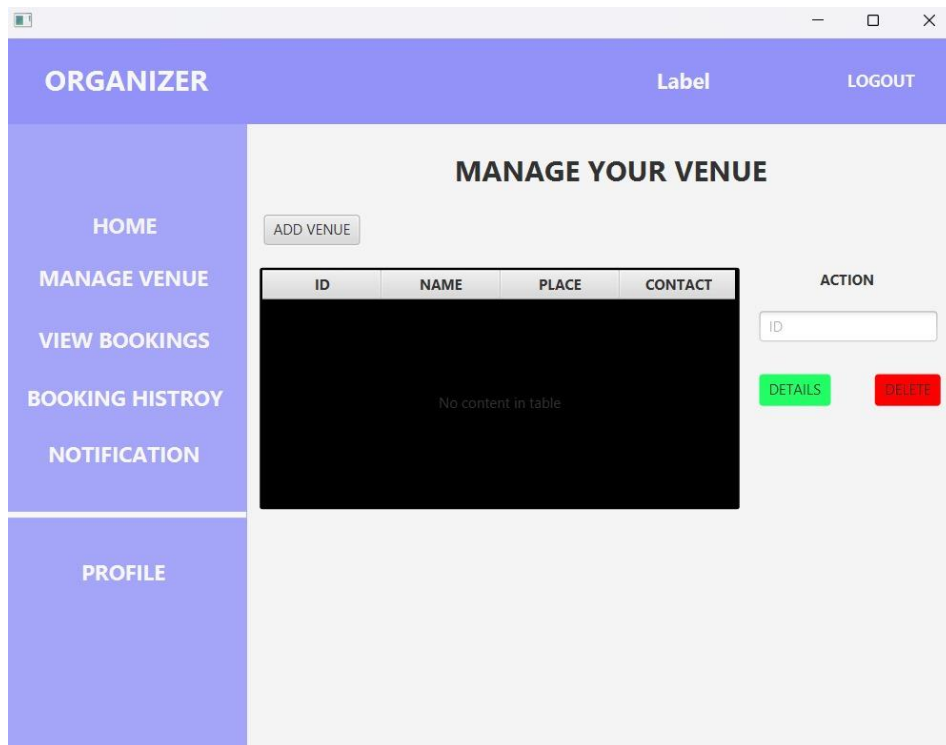 ORGANIZER
Label
LOGOUT
MANAGE YOUR VENUE
HOME
MANAGE VENUE
VIEW BOOKINGS
BOOKING HISTROY
NOTIFICATION
PROFILE
ADD VENUE
ID NAME PLACE CONTACT
No content in table
ACTION
ID
DETAILS DELETE